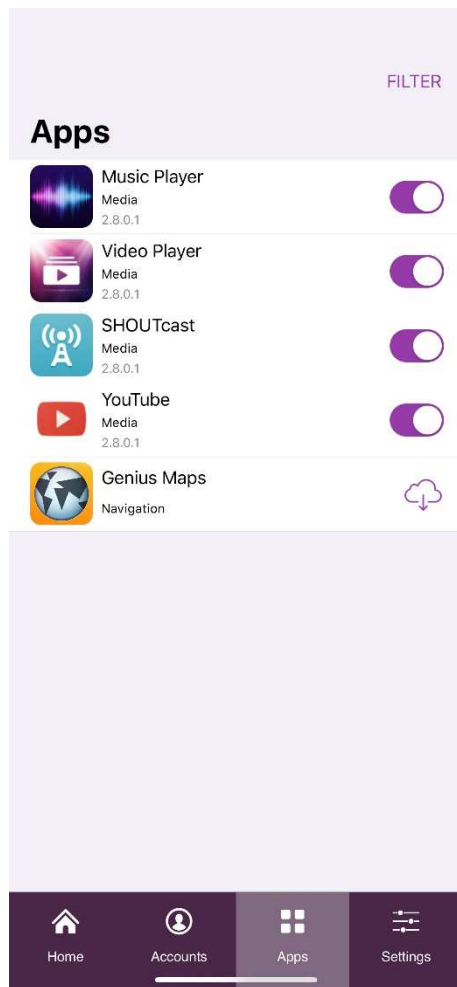 FILTER
Apps
Music Player
Media
2.8.0.1
Video Player
Media
2.8.0.1
SHOUTcast
Media
2.8.0.1
YouTube
Media
2.8.0.1
Genius Maps
Navigation
Home
Accounts
Apps
Settings